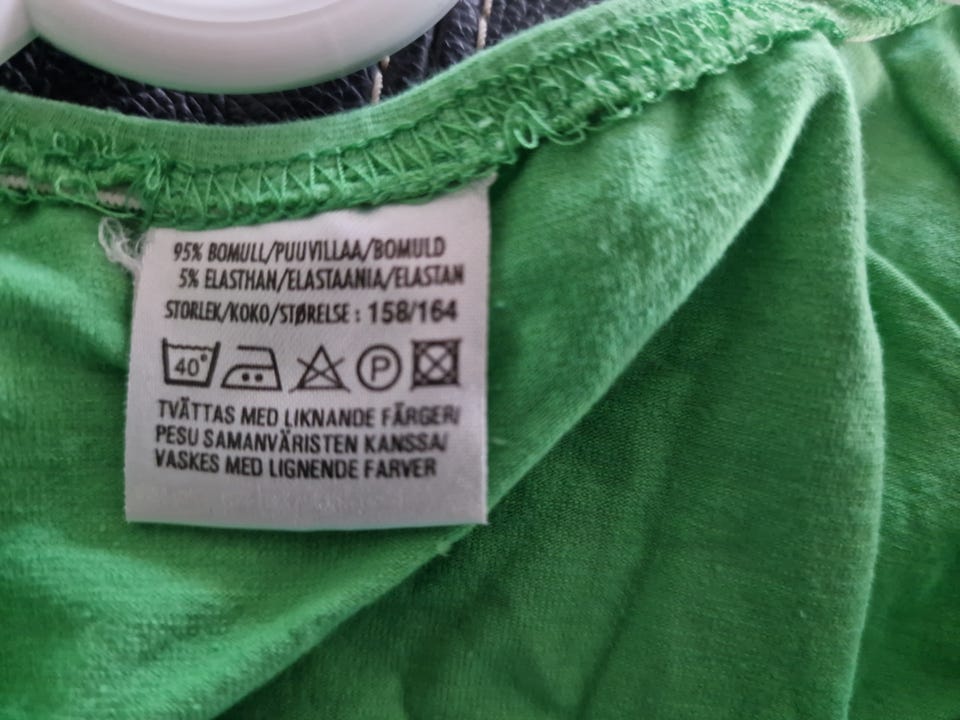 95% BOMULL/PUUVILLAA/BOMULD
5% ELASTHAN/ELASTAANIA/ELASTAN
STORLEK/KOKO/STØRELSE : 158/164
40° P
TVÄTTAS MED LIKNANDE FÄRGER/
PESU SAMANVÄRISTEN KANSSA/
VASKES MED LIGNENDE FARVER